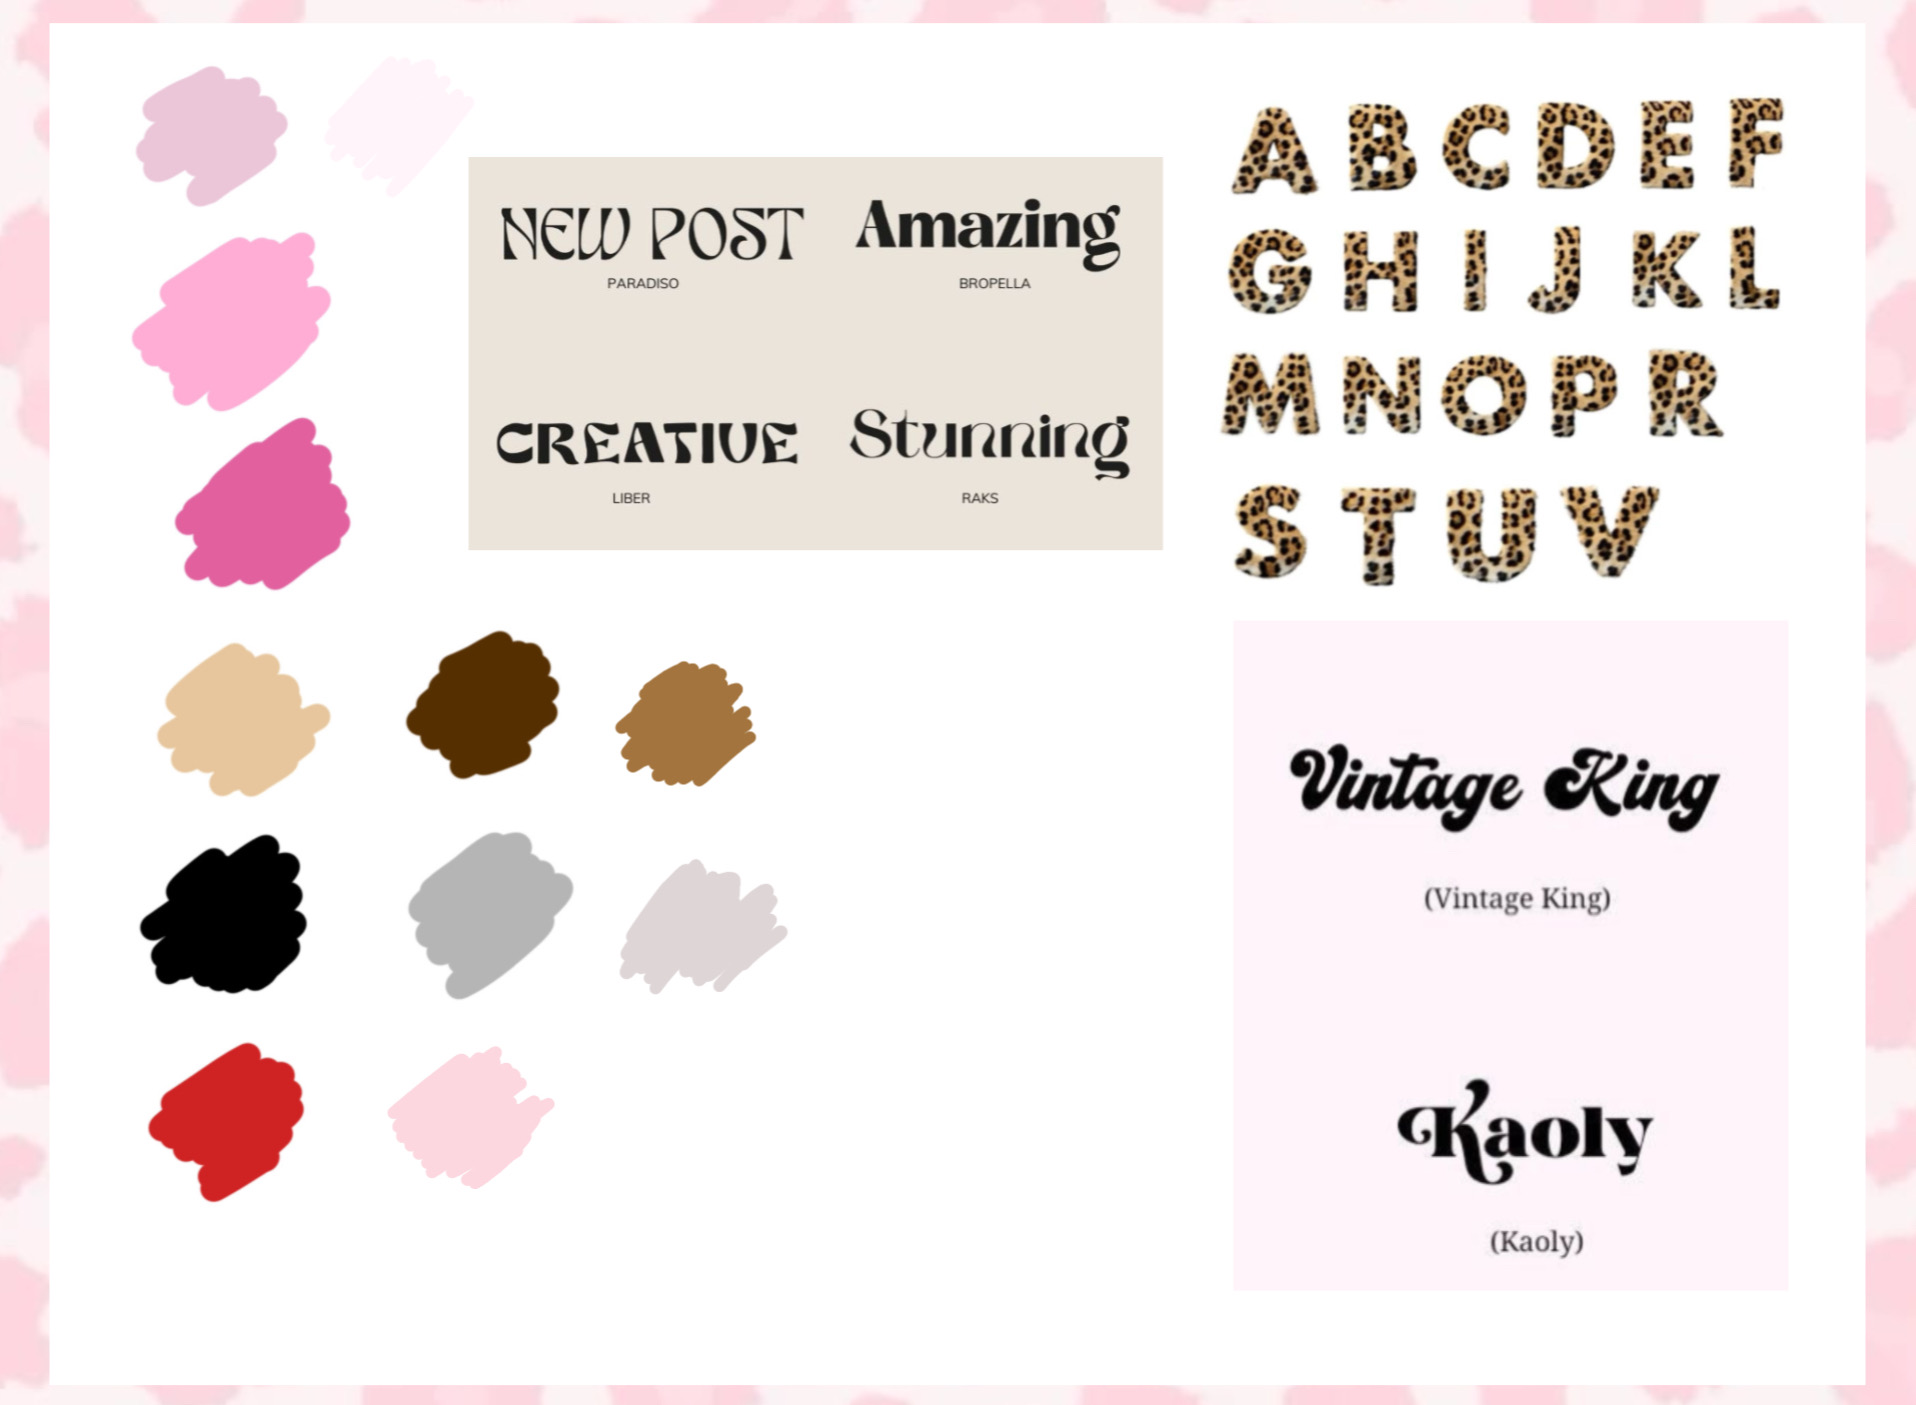 NEW POST
PARADISO
Amazing
BROPELLA
CREATIVE
LIBER
Stunning
RAKS
A B C D E F
G H I J K L
M N O P R
S T U V
Vintage King
(Vintage King)
Kaoly
(Kaoly)